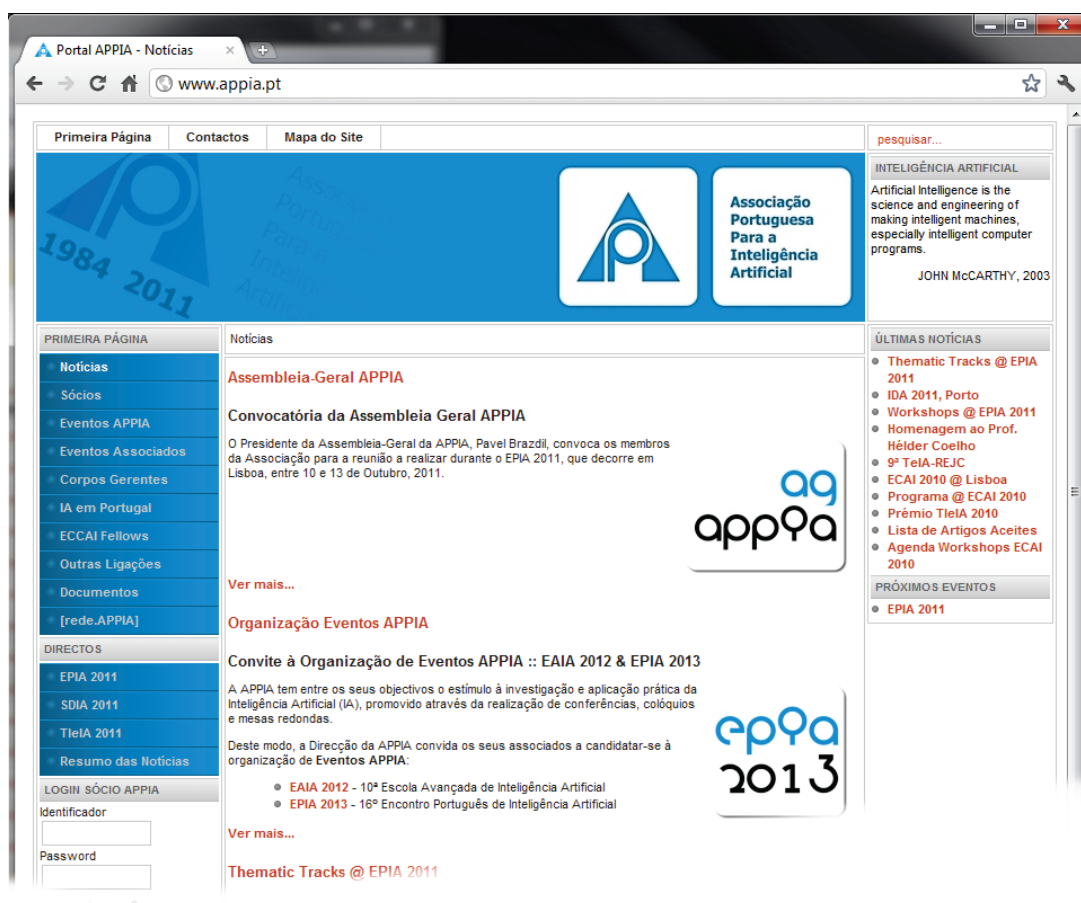 Portal APPIA - Notícias
www.appia.pt
Primeira Página Contactos Mapa do Site
pesquisar...
1984 2011
Associação
Portuguesa
Para a
Inteligência
Artificial
Associação
Portuguesa
Para a
Inteligência
Artificial
INTELIGÊNCIA ARTIFICIAL
Artificial Intelligence is the
science and engineering of
making intelligent machines,
especially intelligent computer
programs.
JOHN McCARTHY, 2003
PRIMEIRA PÁGINA
Notícias
Sócios
Eventos APPIA
Eventos Associados
Corpos Gerentes
IA em Portugal
ECCAI Fellows
Outras Ligações
Documentos
[rede.APPIA]
DIRECTOS
EPIA 2011
SDIA 2011
TIeIA 2011
Resumo das Notícias
LOGIN SÓCIO APPIA
Identificador
Password
Notícias
Assembleia-Geral APPIA
Convocatória da Assembleia Geral APPIA
O Presidente da Assembleia-Geral da APPIA, Pavel Brazdil, convoca os membros
da Associação para a reunião a realizar durante o EPIA 2011, que decorre em
Lisboa, entre 10 e 13 de Outubro, 2011.
ag
appia
Ver mais...
Organização Eventos APPIA
Convite à Organização de Eventos APPIA :: EAIA 2012 & EPIA 2013
A APPIA tem entre os seus objectivos o estímulo à investigação e aplicação prática da
Inteligência Artificial (IA), promovido através da realização de conferências, colóquios
e mesas redondas.
Deste modo, a Direcção da APPIA convida os seus associados a candidatar-se à
organização de Eventos APPIA:
EAIA 2012 - 10ª Escola Avançada de Inteligência Artificial
EPIA 2013 - 16º Encontro Português de Inteligência Artificial
epia
2013
Ver mais...
Thematic Tracks @ EPIA 2011
ÚLTIMAS NOTÍCIAS
Thematic Tracks @ EPIA
2011
IDA 2011, Porto
Workshops @ EPIA 2011
Homenagem ao Prof.
Hélder Coelho
9ª TeIA-REJC
ECAI 2010 @ Lisboa
Programa @ ECAI 2010
Prémio TIeIA 2010
Lista de Artigos Aceites
Agenda Workshops ECAI
2010
PRÓXIMOS EVENTOS
EPIA 2011